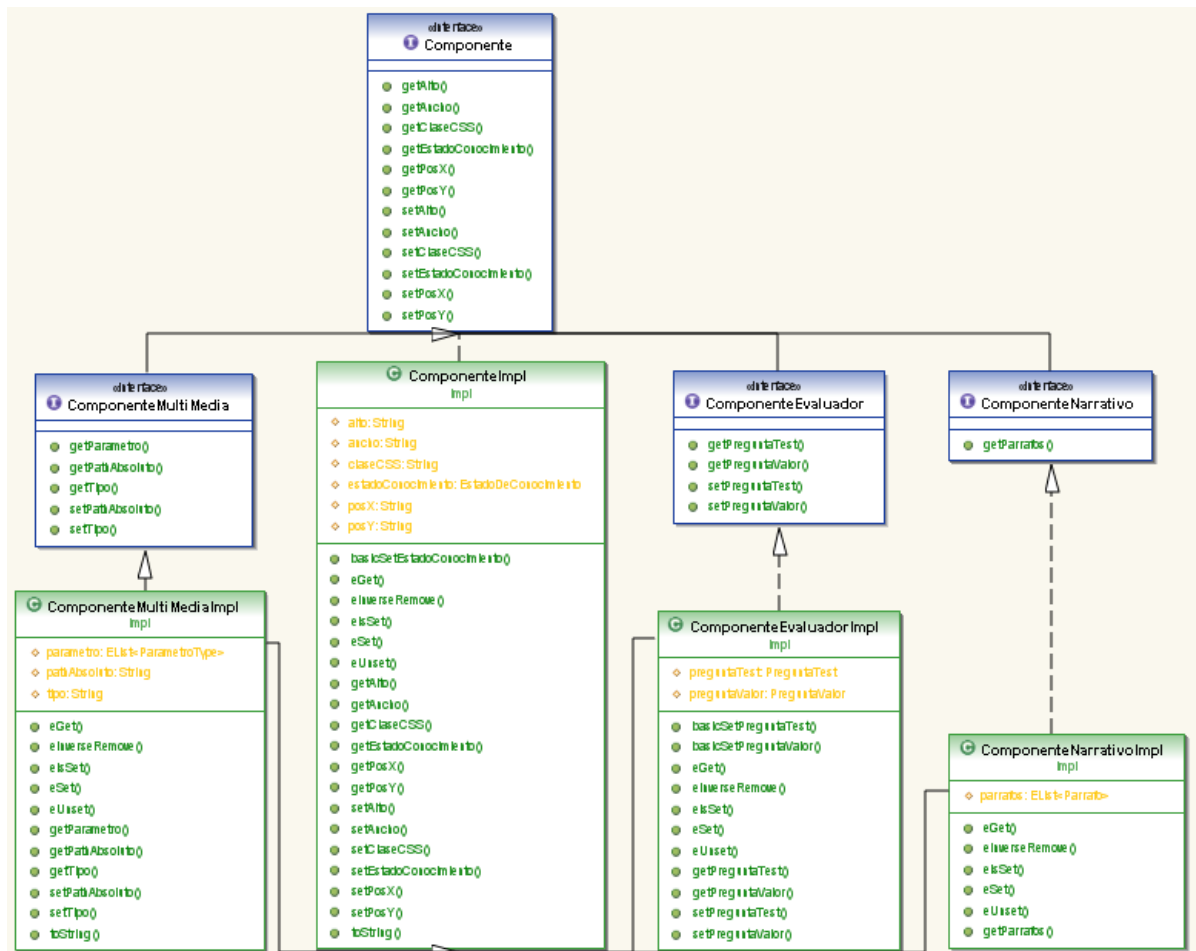 «interface»
Componente
getAlto()
getAncho()
getClaseCSS()
getEstadoConocimiento()
getPosX()
getPosY()
setAlto()
setAncho()
setClaseCSS()
setEstadoConocimiento()
setPosX()
setPosY()
«interface»
ComponenteMultiMedia
getParametro()
getPathAbsoluto()
getTipo()
setPathAbsoluto()
setTipo()
ComponenteImpl
Impl
alto: String
ancho: String
claseCSS: String
estadoConocimiento: EstadoDeConocimiento
posX: String
posY: String
basicSetEstadoConocimiento()
eGet()
eInverseRemove()
eIsSet()
eSet()
eUnset()
getAlto()
getAncho()
getClaseCSS()
getEstadoConocimiento()
getPosX()
getPosY()
setAlto()
setAncho()
setClaseCSS()
setEstadoConocimiento()
setPosX()
setPosY()
toString()
«interface»
ComponenteEvaluador
getPreguntaTest()
getPreguntaValor()
setPreguntaTest()
setPreguntaValor()
«interface»
ComponenteNarrativo
getParrafos()
ComponenteMultiMediaImpl
Impl
parametro: EList<ParametroType>
pathAbsoluto: String
tipo: String
eGet()
eInverseRemove()
eIsSet()
eSet()
eUnset()
getParametro()
getPathAbsoluto()
getTipo()
setPathAbsoluto()
setTipo()
toString()
ComponenteEvaluadorImpl
Impl
preguntaTest: PreguntaTest
preguntaValor: PreguntaValor
basicSetPreguntaTest()
basicSetPreguntaValor()
eGet()
eInverseRemove()
eIsSet()
eSet()
eUnset()
getPreguntaTest()
getPreguntaValor()
setPreguntaTest()
setPreguntaValor()
ComponenteNarrativoImpl
Impl
parrafos: EList<Parrafo>
eGet()
eInverseRemove()
eIsSet()
eSet()
eUnset()
getParrafos()